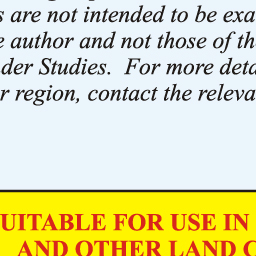 are not intended to be exa
author and not those of th
der Studies. For more deta
r region, contact the releva
UITABLE FOR USE IN
AND OTHER LAND C